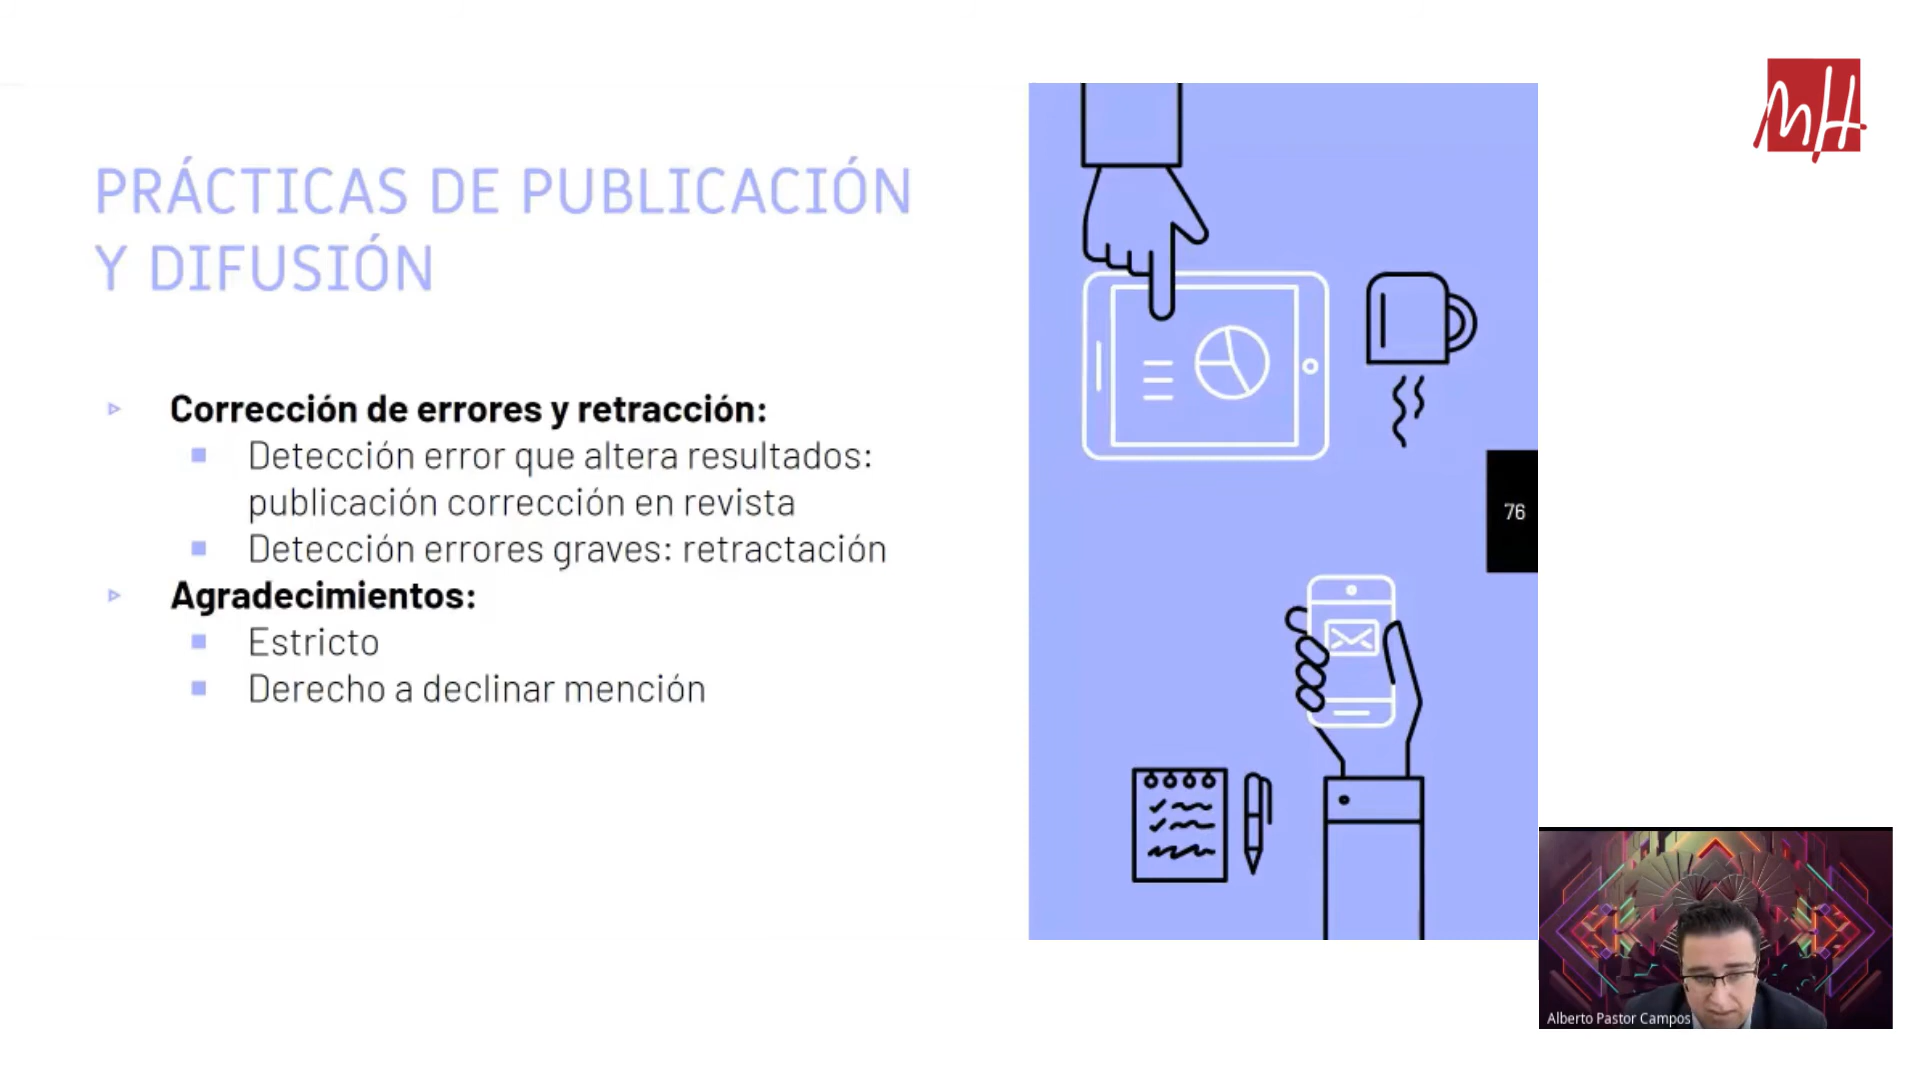 PRÁCTICAS DE PUBLICACIÓN
Y DIFUSIÓN
Corrección de errores y retracción:
Detección error que altera resultados:
publicación corrección en revista
Detección errores graves: retractación
Agradecimientos:
Estricto
Derecho a declinar mención
76
mH
Alberto Pastor Campos